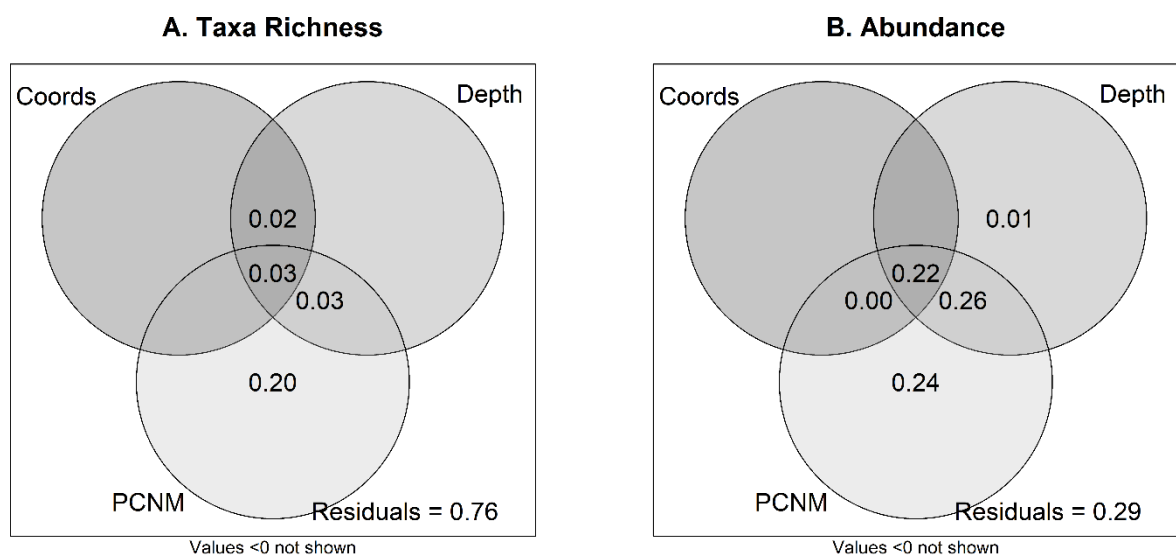 A. Taxa Richness
Coords
Depth
0.02
0.03
0.03
0.20
PCNM
Residuals = 0.76
Values <0 not shown
B. Abundance
Coords
Depth
0.01
0.22
0.00
0.26
0.24
PCNM
Residuals = 0.29
Values <0 not shown